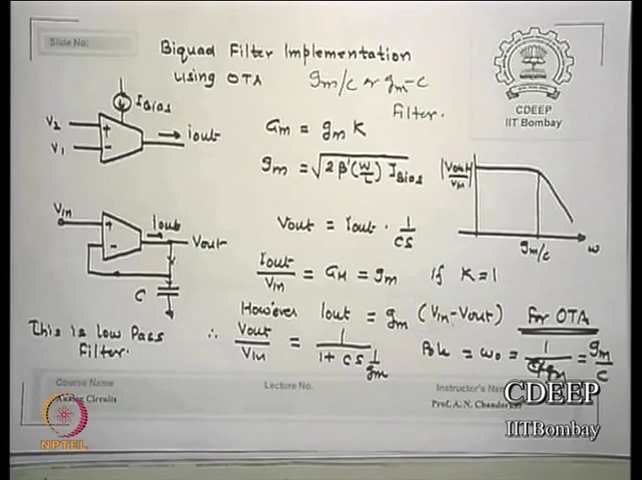 Slide No:
Biquad Filter Implementation
using OTA gm/c or gm-c
Filter.
CDEEP
IIT Bombay
IBIAS
V2
V1
+
-
iout
Gm = gm K
gm = √2 β' (W/L) IBias
|Vout/Vin|
gm/c
ω
Vin
+
-
Iout
Vout
C
Vout = Iout · 1/CS
Iout/Vin = GM = gm if K=1
However Iout = gm (Vin-Vout) For OTA
This is Low Pass
Filter.
∴ Vout/Vin = 1/(1 + CS 1/gm)
Pole = ω0 = 1/(C/gm) = gm/C
Course Name
Analog Circuits
Lecture No.
Instructor's Name
Prof. A. N. Chandorkar
CDEEP
IIT Bombay
NPTEL